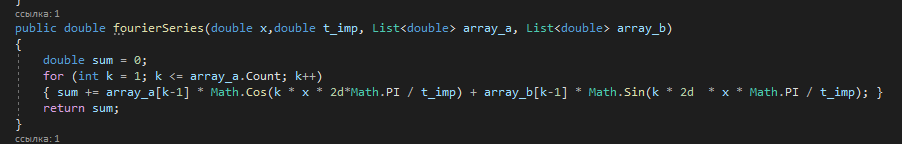 }
ссылка: 1
public double fourierSeries(double x,double t_imp, List<double> array_a, List<double> array_b)
{
double sum = 0;
for (int k = 1; k <= array_a.Count; k++)
{ sum += array_a[k-1] * Math.Cos(k * x * 2d*Math.PI / t_imp) + array_b[k-1] * Math.Sin(k * 2d  * x * Math.PI / t_imp); }
return sum;
}
ссылка: 1